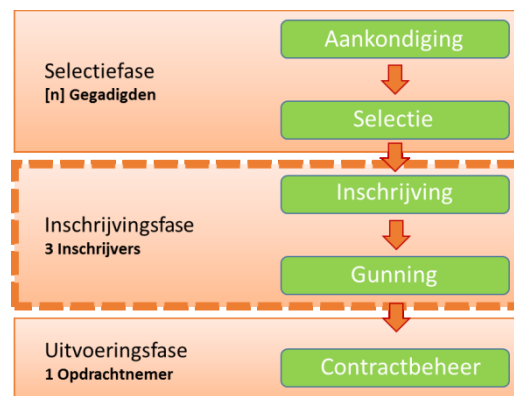 Aankondiging
Selectiefase
[n] Gegadigden
Selectie
Inschrijving
Inschrijvingsfase
3 Inschrijvers
Gunning
Uitvoeringsfase
1 Opdrachtnemer
Contractbeheer